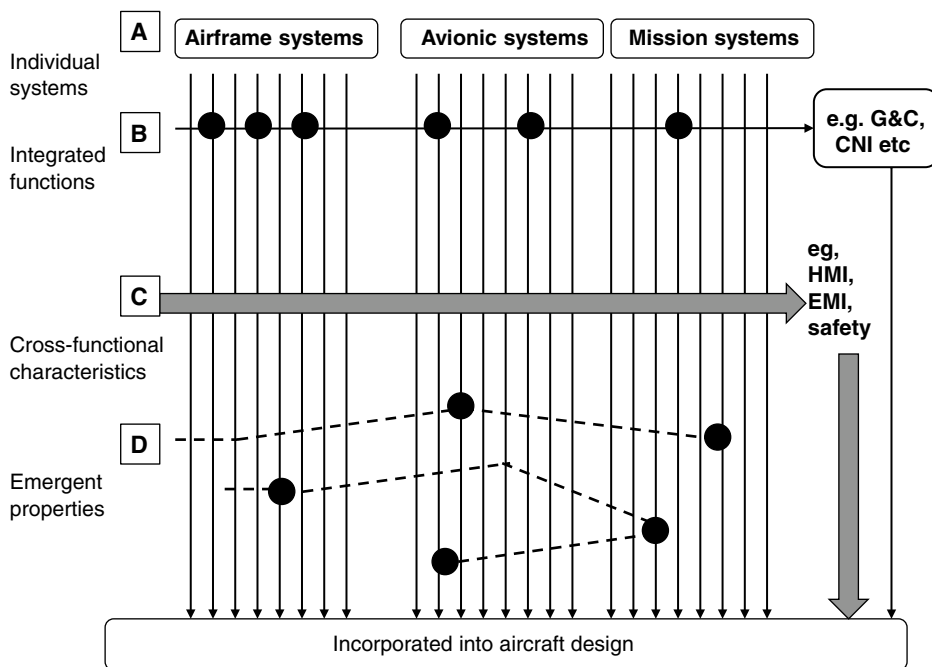 A
Airframe systems
Avionic systems
Mission systems
Individual
systems
B
Integrated
functions
e.g. G&C,
CNI etc
C
eg,
HMI,
EMI,
safety
Cross-functional
characteristics
D
Emergent
properties
Incorporated into aircraft design